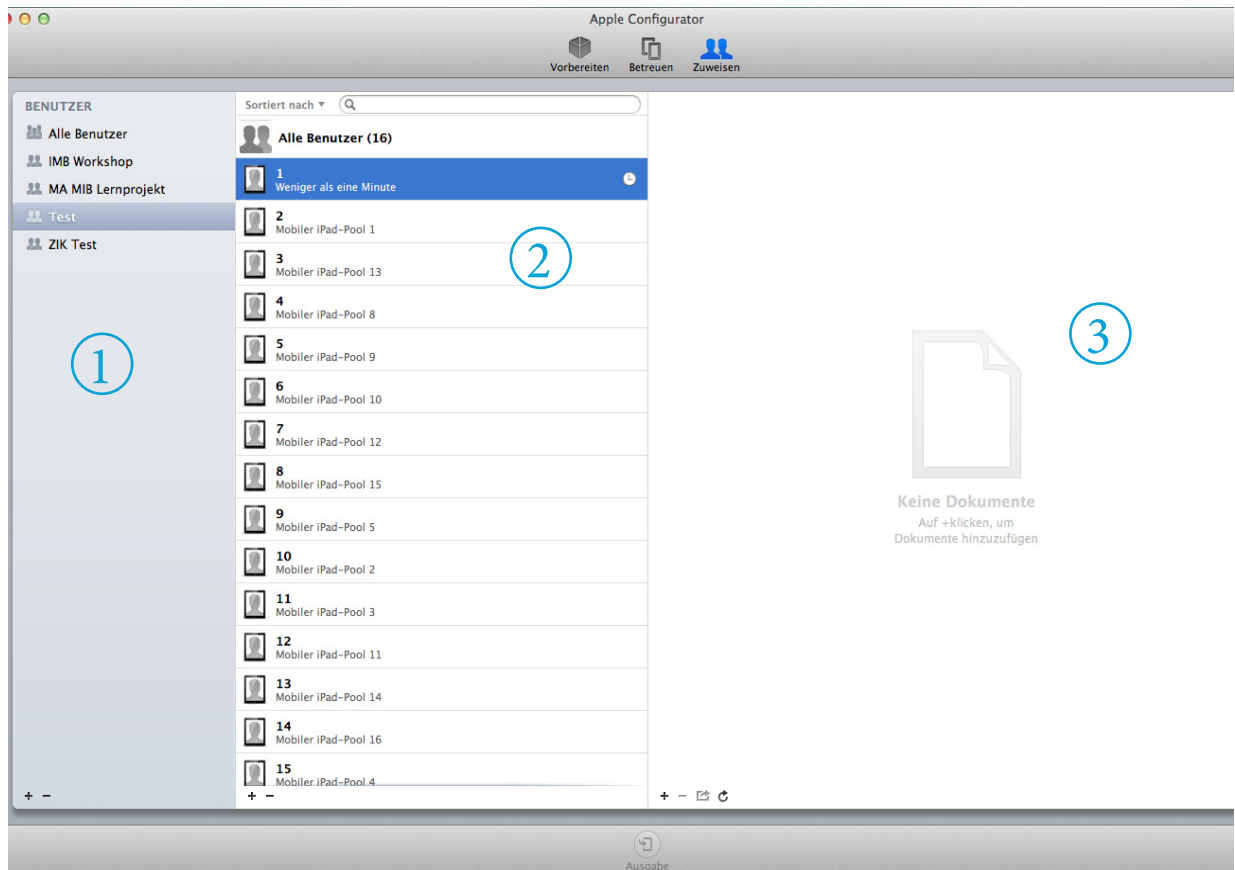 Apple Configurator
Vorbereiten Betreuen Zuweisen
BENUTZER
Alle Benutzer
IMB Workshop
MA MIB Lernprojekt
Test
ZIK Test
1
Sortiert nach
Alle Benutzer (16)
1
Weniger als eine Minute
2
Mobiler iPad-Pool 1
3
Mobiler iPad-Pool 13
4
Mobiler iPad-Pool 8
5
Mobiler iPad-Pool 9
6
Mobiler iPad-Pool 10
7
Mobiler iPad-Pool 12
8
Mobiler iPad-Pool 15
9
Mobiler iPad-Pool 5
10
Mobiler iPad-Pool 2
11
Mobiler iPad-Pool 3
12
Mobiler iPad-Pool 11
13
Mobiler iPad-Pool 14
14
Mobiler iPad-Pool 16
15
Mobiler iPad-Pool 4
2
3
Keine Dokumente
Auf +klicken, um
Dokumente hinzuzufügen
Ausgabe